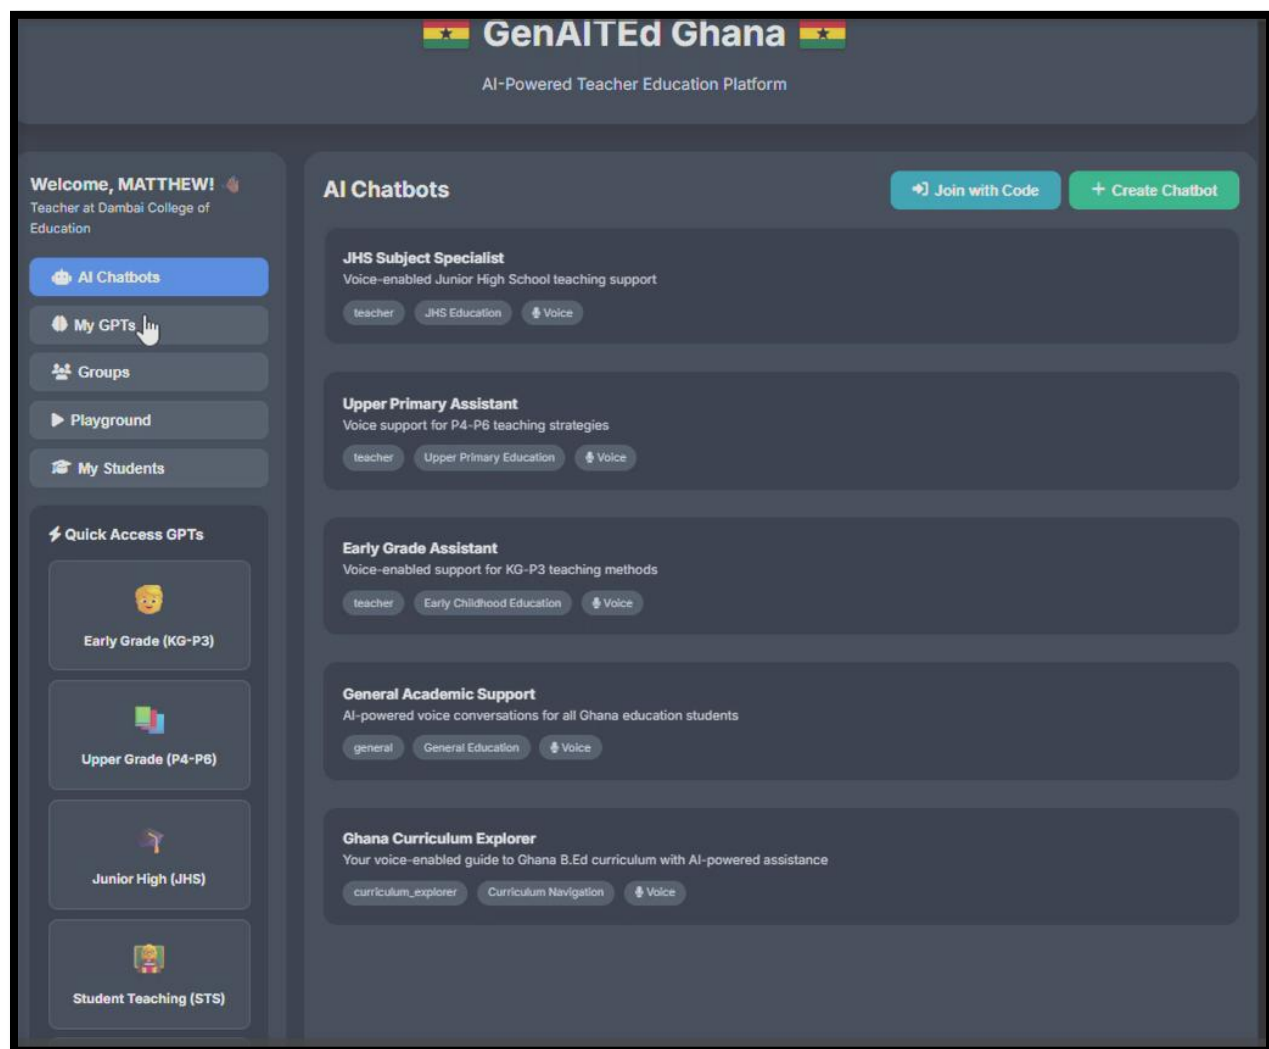 GenAITEd Ghana
AI-Powered Teacher Education Platform
Welcome, MATTHEW!
Teacher at Dambai College of
Education
AI Chatbots
My GPTs
Groups
Playground
My Students
Quick Access GPTs
Early Grade (KG-P3)
Upper Grade (P4-P6)
Junior High (JHS)
Student Teaching (STS)
AI Chatbots
Join with Code
+ Create Chatbot
JHS Subject Specialist
Voice-enabled Junior High School teaching support
teacher JHS Education Voice
Upper Primary Assistant
Voice support for P4-P6 teaching strategies
teacher Upper Primary Education Voice
Early Grade Assistant
Voice-enabled support for KG-P3 teaching methods
teacher Early Childhood Education Voice
General Academic Support
AI-powered voice conversations for all Ghana education students
general General Education Voice
Ghana Curriculum Explorer
Your voice-enabled guide to Ghana B.Ed curriculum with AI-powered assistance
curriculum_explorer Curriculum Navigation Voice